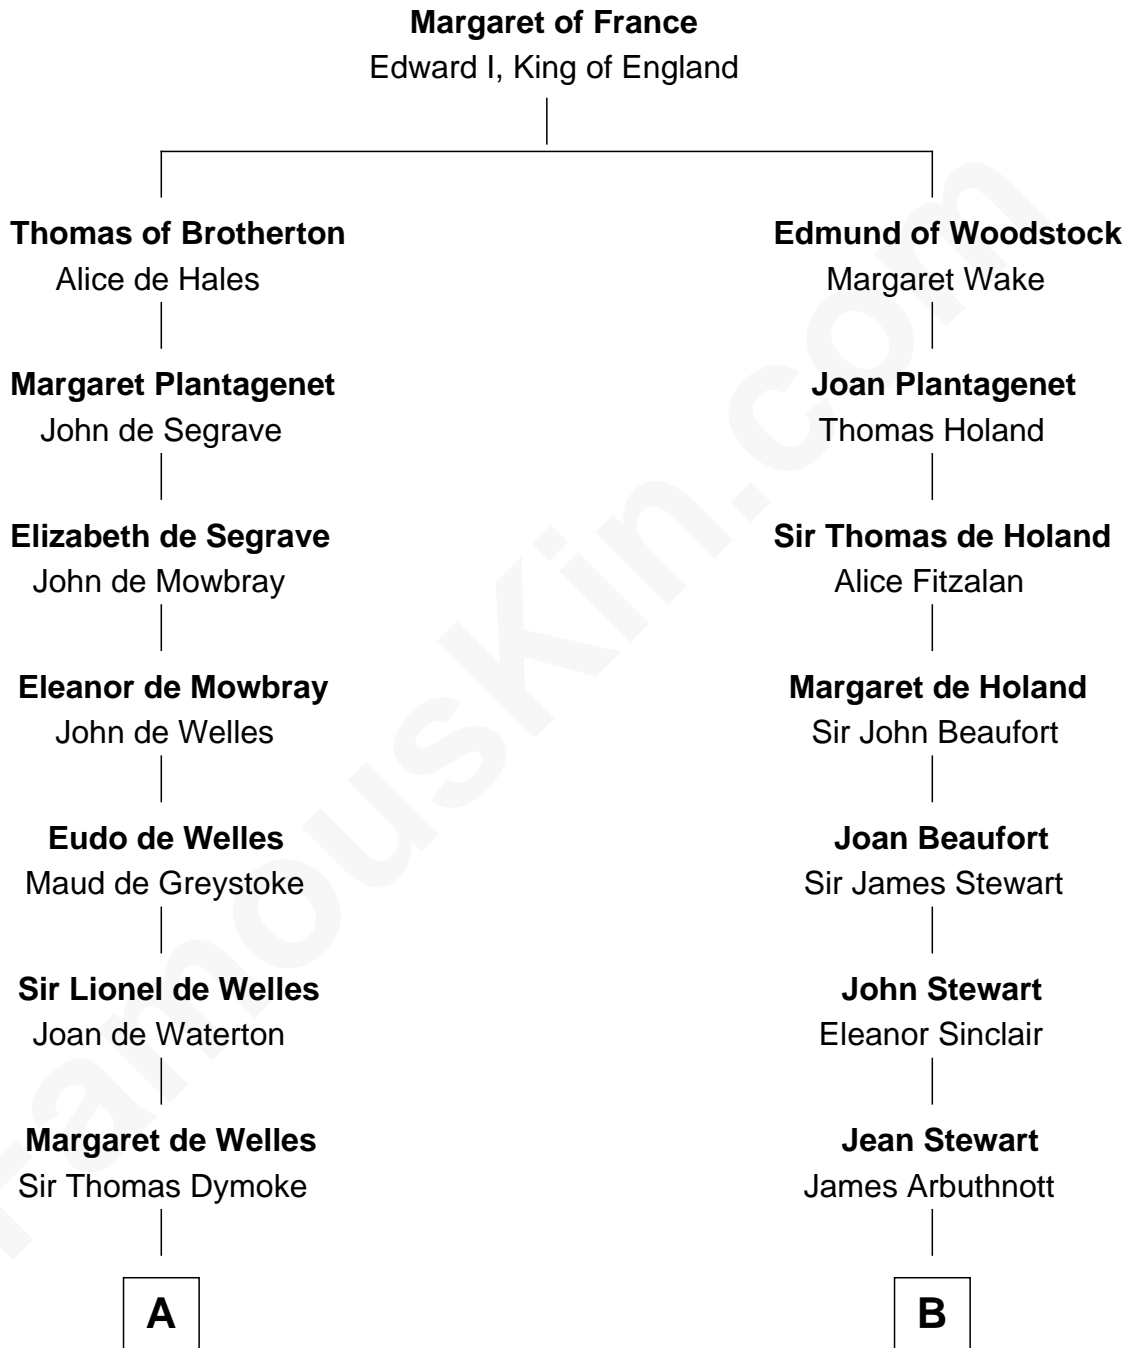 Margaret of France
Edward I, King of England
Thomas of Brotherton
Alice de Hales
Margaret Plantagenet
John de Segrave
Elizabeth de Segrave
John de Mowbray
Eleanor de Mowbray
John de Welles
Eudo de Welles
Maud de Greystoke
Sir Lionel de Welles
Joan de Waterton
Margaret de Welles
Sir Thomas Dymoke
A
Edmund of Woodstock
Margaret Wake
Joan Plantagenet
Thomas Holand
Sir Thomas de Holand
Alice Fitzalan
Margaret de Holand
Sir John Beaufort
Joan Beaufort
Sir James Stewart
John Stewart
Eleanor Sinclair
Jean Stewart
James Arbuthnott
B
FamousKin.com